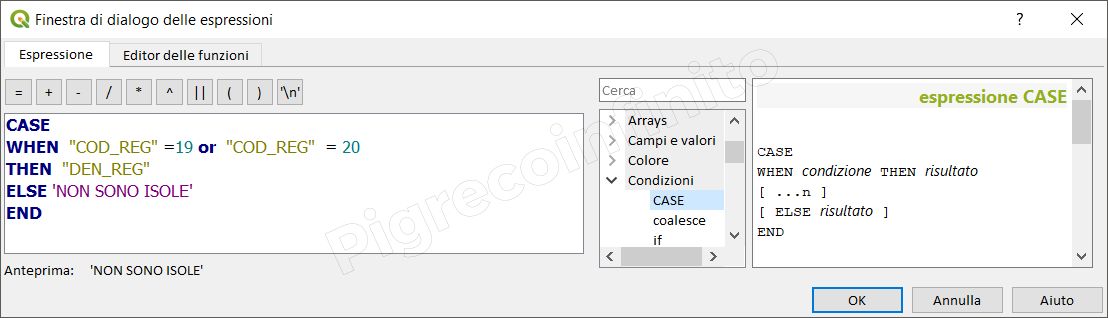 Finestra di dialogo delle espressioni
?
Espressione
Editor delle funzioni
= + - / * ^ || ( ) '\n'
CASE
WHEN "COD_REG" =19 or "COD_REG" = 20
THEN "DEN_REG"
ELSE 'NON SONO ISOLE'
END
Anteprima: 'NON SONO ISOLE'
Cerca
Arrays
Campi e valori
Colore
Condizioni
CASE
coalesce
if
espressione CASE
CASE
WHEN condizione THEN risultato
[ ...n ]
[ ELSE risultato ]
END
OK
Annulla
Aiuto
Pigrecoinfinito